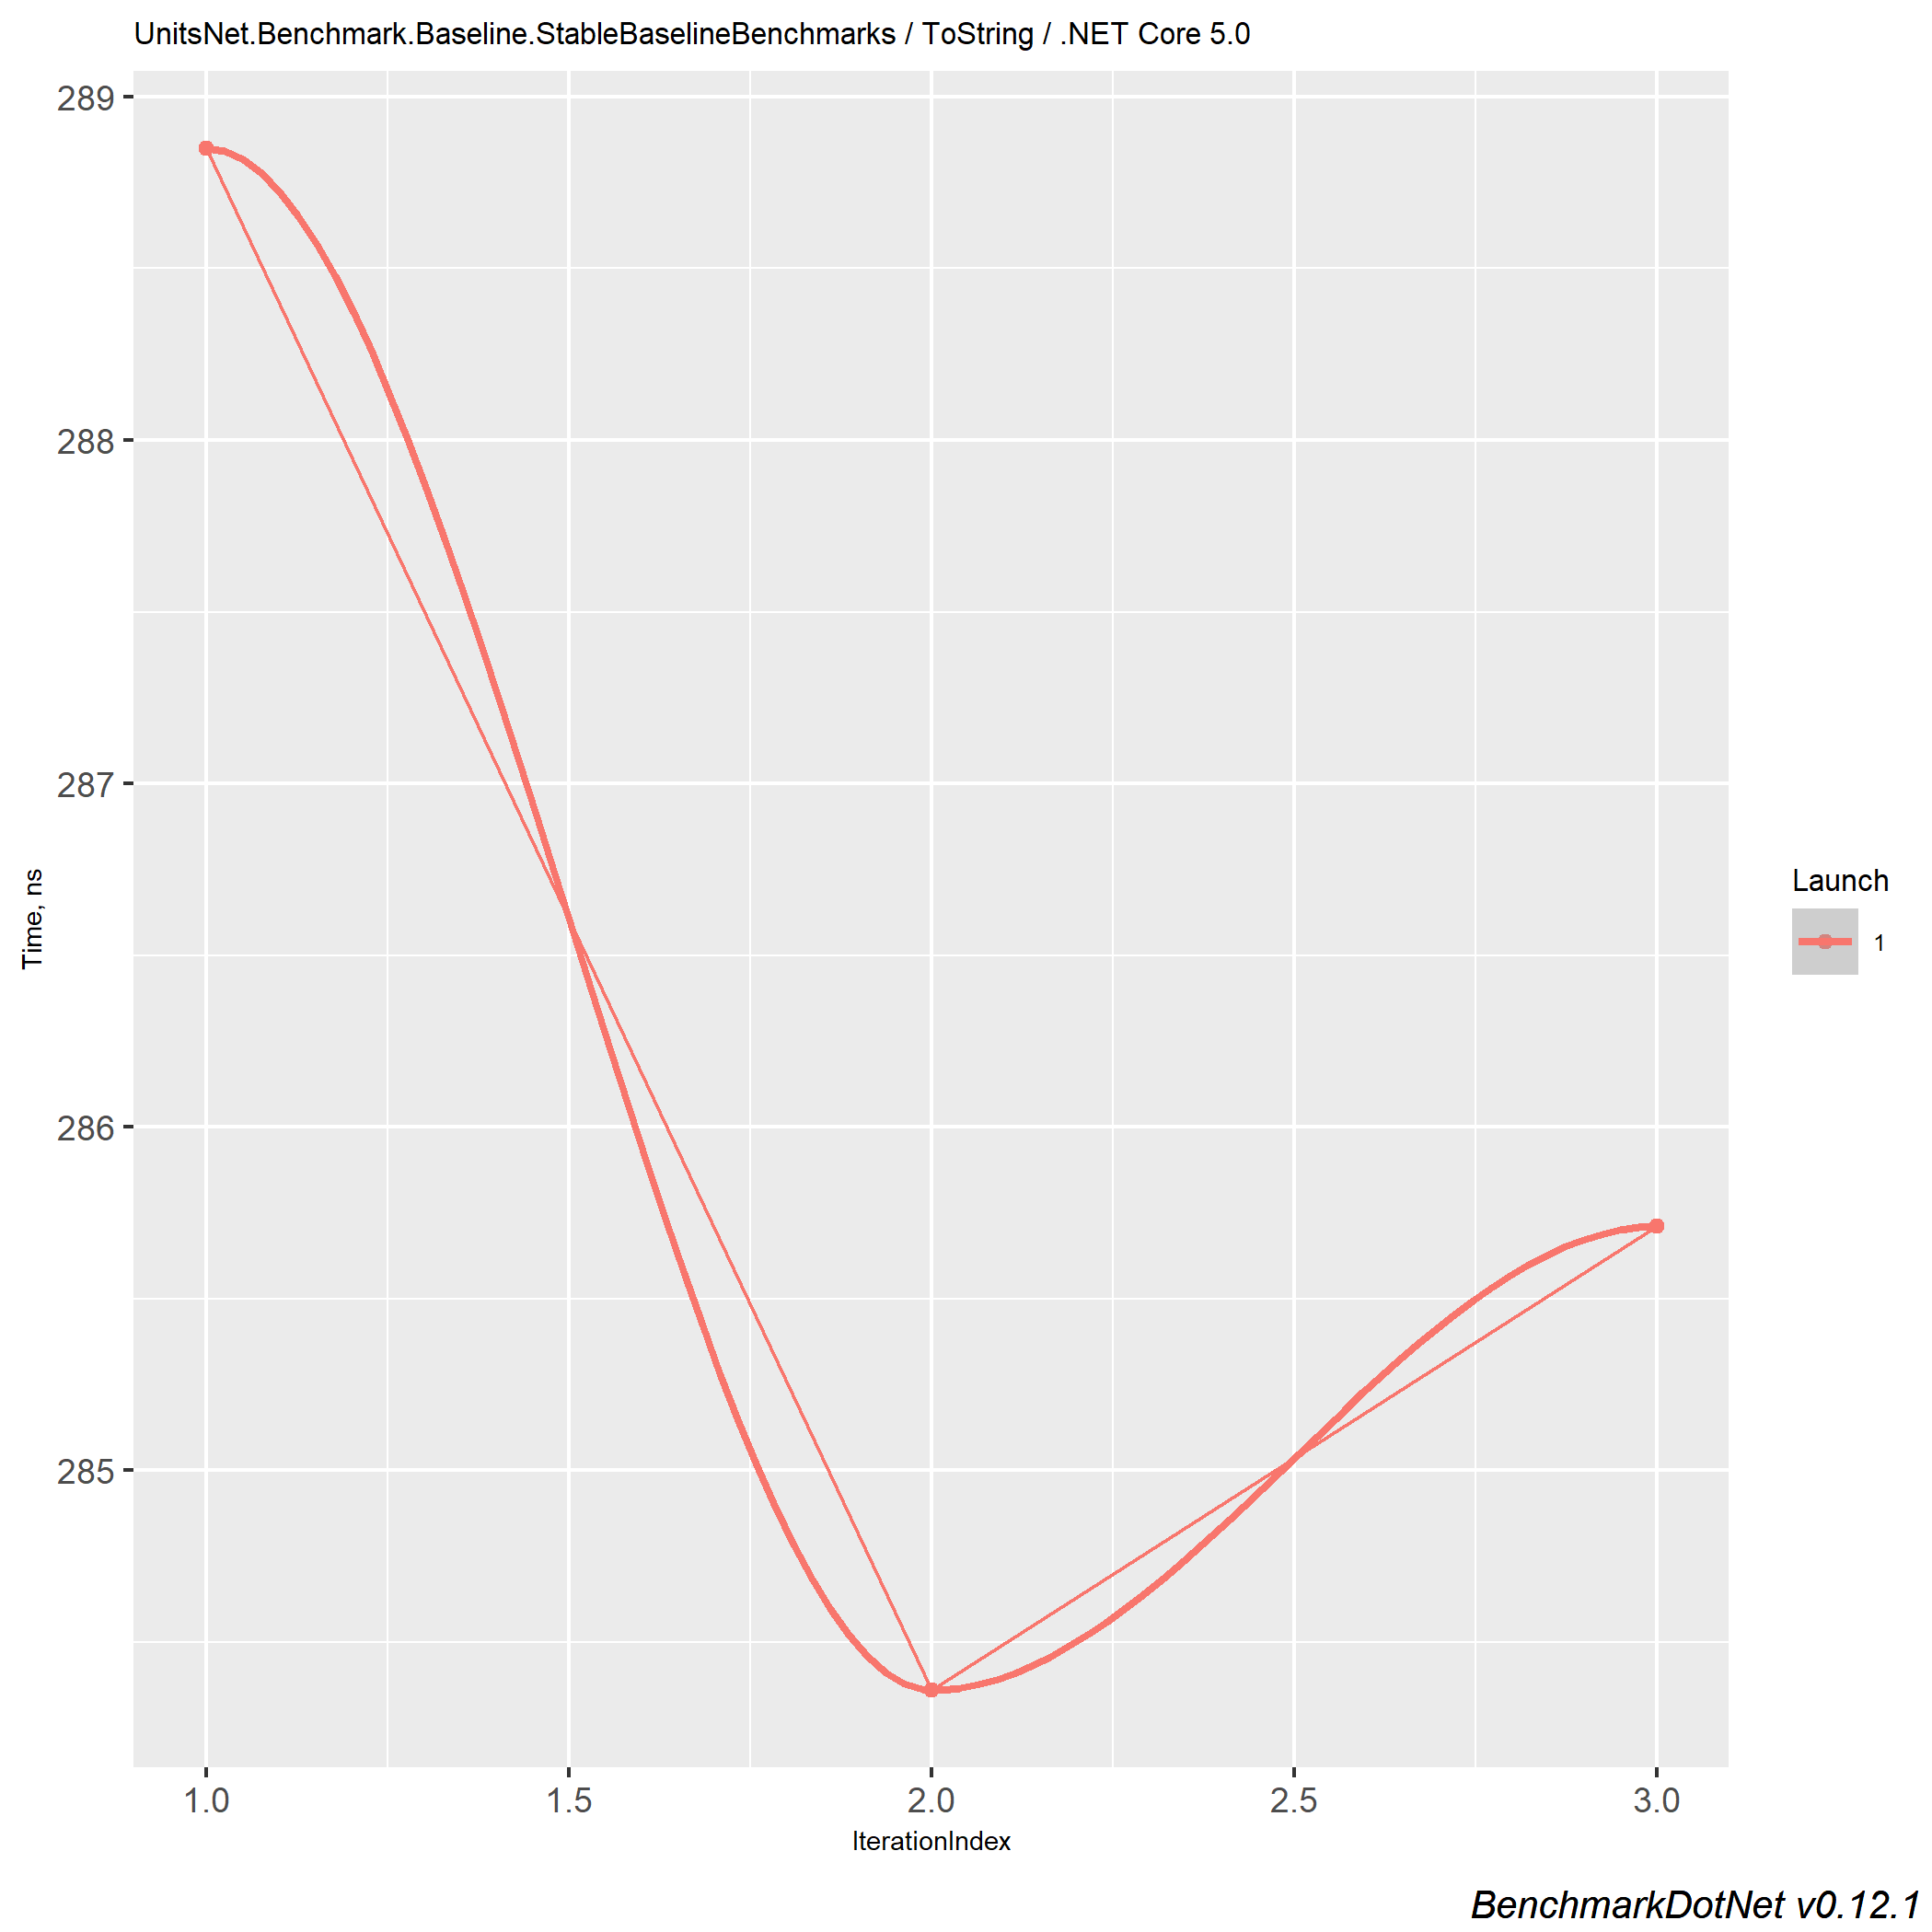 UnitsNet.Benchmark.Baseline.StableBaselineBenchmarks / ToString / .NET Core 5.0
289
288
287
286
285
Time, ns
1.0 1.5 2.0 2.5 3.0
IterationIndex
Launch
1
BenchmarkDotNet v0.12.1